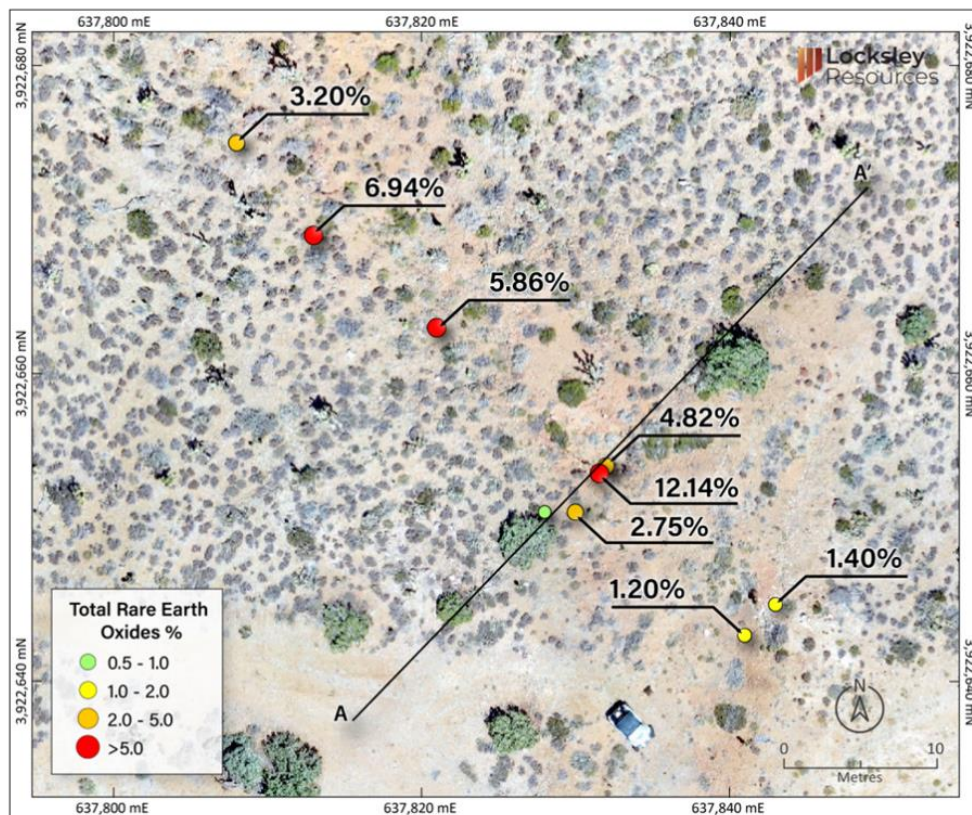 637,800 mE
637,820 mE
637,840 mE
3,922,680 mN
3,922,680 mN
Locksley
Resources
3.20%
A'
6.94%
5.86%
3,922,660 mN
3,922,660 mN
4.82%
12.14%
2.75%
1.40%
1.20%
Total Rare Earth
Oxides %
0.5 - 1.0
1.0 - 2.0
2.0 - 5.0
>5.0
3,922,640 mN
3,922,640 mN
A
N
0 10
Metres
637,800 mE
637,820 mE
637,840 mE